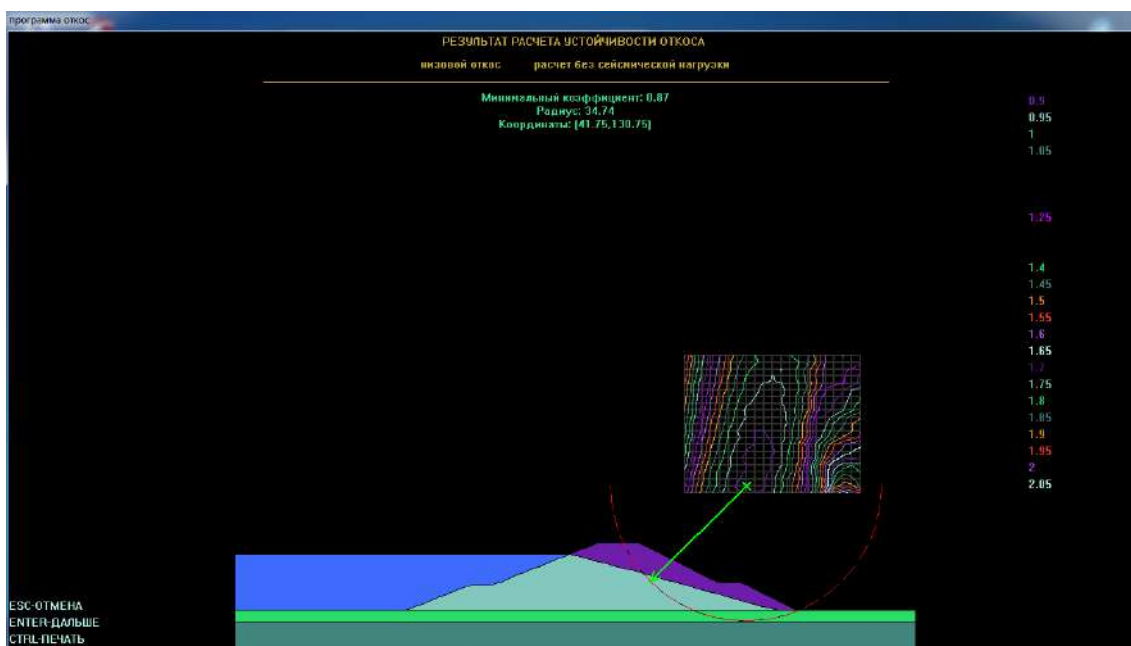 программа откос
РЕЗУЛЬТАТ РАСЧЕТА УСТОЙЧИВОСТИ ОТКОСА
низовой откос расчет без сейсмической нагрузки
Минимальный коэффициент: 0.87
Радиус: 34.74
Координаты: (41.75,130.75)
0.9
0.95
1
1.05
1.25
1.4
1.45
1.5
1.55
1.6
1.65
1.7
1.75
1.8
1.85
1.9
1.95
2
2.05
ESC-ОТМЕНА
ENTER-ДАЛЬШЕ
CTRL-ПЕЧАТЬ